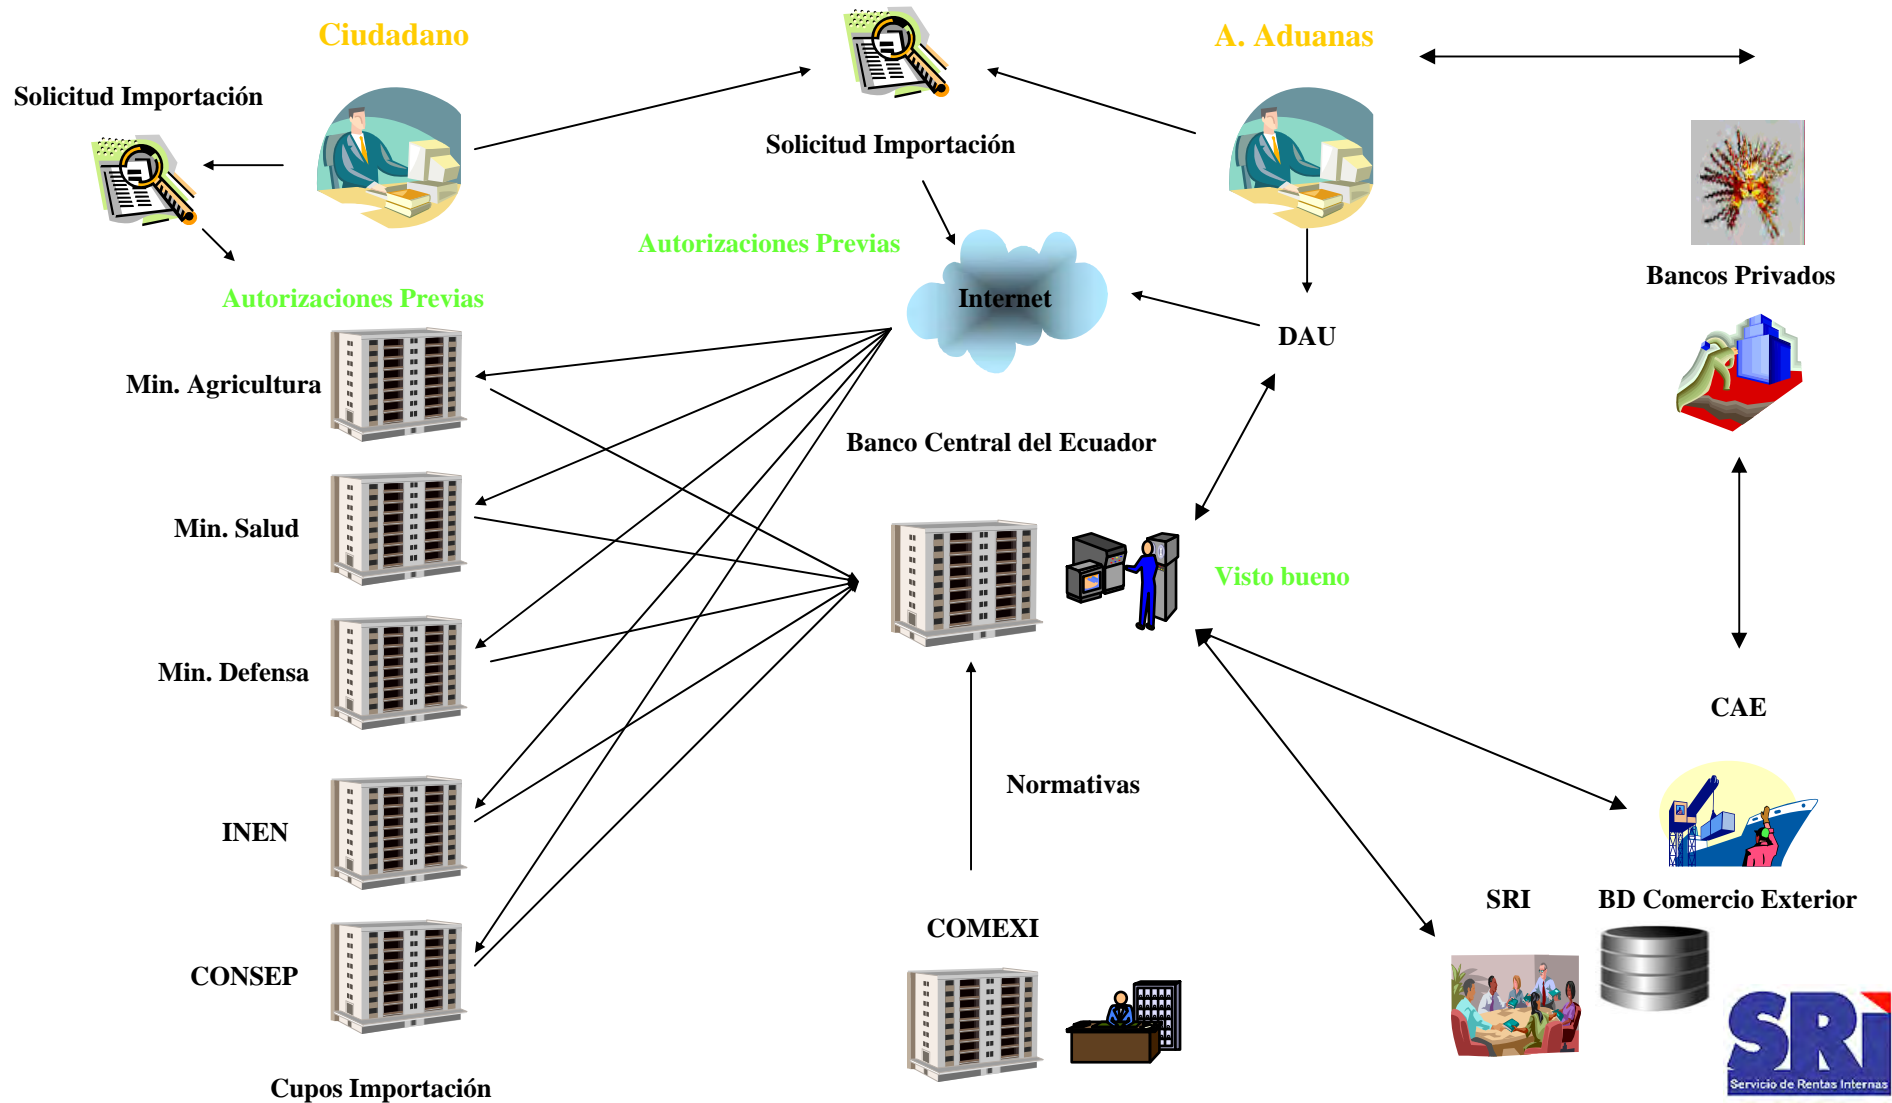 Ciudadano
A. Aduanas
Solicitud Importación
Solicitud Importación
Autorizaciones Previas
Bancos Privados
Autorizaciones Previas
Internet
DAU
Min. Agricultura
Banco Central del Ecuador
Min. Salud
Visto bueno
Min. Defensa
CAE
Normativas
INEN
SRI
BD Comercio Exterior
COMEXI
CONSEP
SRi
Servicio de Rentas Internas
Cupos Importación